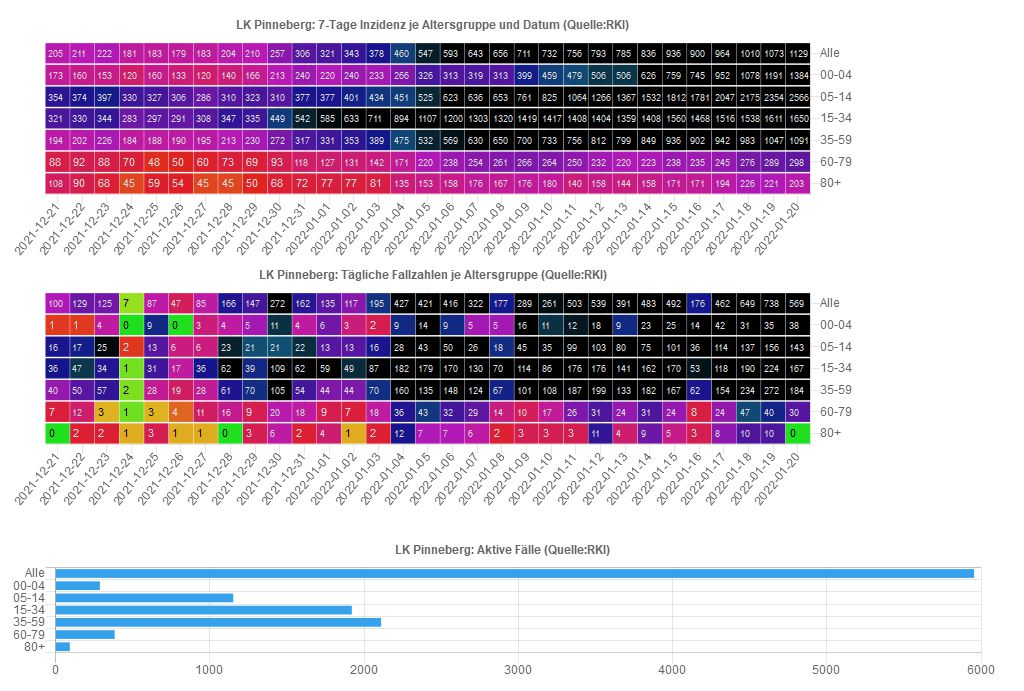 LK Pinneberg: 7-Tage Inzidenz je Altersgruppe und Datum (Quelle:RKI)
205 211 222 181 183 179 183 204 210 257 306 321 343 378 460 547 593 643 656 711 732 756 793 785 836 936 900 964 1010 1073 1129 Alle
173 160 153 120 160 133 120 140 166 213 240 220 240 233 266 326 313 319 313 399 459 479 506 506 626 759 745 952 1078 1191 1384 00-04
354 374 397 330 327 306 286 310 323 310 377 377 401 434 451 525 623 636 653 761 825 1064 1266 1367 1532 1812 1781 2047 2175 2354 2566 05-14
321 330 344 283 297 291 308 347 335 449 542 585 633 711 894 1107 1200 1303 1320 1419 1417 1408 1404 1359 1408 1560 1468 1516 1538 1611 1650 15-34
194 202 226 184 188 190 195 213 230 272 317 331 353 389 475 532 569 630 650 700 733 756 812 799 849 936 902 942 983 1047 1091 35-59
88 92 88 70 48 50 60 73 69 93 118 127 131 142 171 220 238 254 261 266 264 250 232 220 223 238 235 245 276 289 298 60-79
108 90 68 45 59 54 45 45 50 68 72 77 77 81 135 153 158 176 167 176 180 140 158 144 158 171 171 194 226 221 203 80+
2021-12-21 2021-12-22 2021-12-23 2021-12-24 2021-12-25 2021-12-26 2021-12-27 2021-12-28 2021-12-29 2021-12-30 2021-12-31 2022-01-01 2022-01-02 2022-01-03 2022-01-04 2022-01-05 2022-01-06 2022-01-07 2022-01-08 2022-01-09 2022-01-10 2022-01-11 2022-01-12 2022-01-13 2022-01-14 2022-01-15 2022-01-16 2022-01-17 2022-01-18 2022-01-19 2022-01-20
LK Pinneberg: Tägliche Fallzahlen je Altersgruppe (Quelle:RKI)
100 129 125 7 87 47 85 166 147 272 162 135 117 195 427 421 416 322 177 289 261 503 539 391 483 492 176 462 649 738 569 Alle
1 1 4 0 9 0 3 4 5 11 4 6 3 2 9 14 9 5 5 16 11 12 18 9 23 25 14 42 31 35 38 00-04
16 17 25 2 13 6 6 23 21 21 22 13 13 16 28 43 50 26 18 45 35 99 103 80 75 101 36 114 137 156 143 05-14
36 47 34 1 31 17 36 62 39 109 62 59 49 87 182 179 170 130 70 114 86 176 176 141 162 170 53 118 190 224 167 15-34
40 50 57 2 28 19 28 61 70 105 54 44 44 70 160 135 148 124 67 101 108 187 199 133 182 167 62 154 234 272 184 35-59
7 12 3 1 3 4 11 16 9 20 18 9 7 18 36 43 32 29 14 10 17 26 31 24 31 24 8 24 47 40 30 60-79
0 2 2 1 3 1 1 0 3 6 2 4 1 2 12 7 7 6 2 3 3 3 11 4 9 5 3 8 10 10 0 80+
2021-12-21 2021-12-22 2021-12-23 2021-12-24 2021-12-25 2021-12-26 2021-12-27 2021-12-28 2021-12-29 2021-12-30 2021-12-31 2022-01-01 2022-01-02 2022-01-03 2022-01-04 2022-01-05 2022-01-06 2022-01-07 2022-01-08 2022-01-09 2022-01-10 2022-01-11 2022-01-12 2022-01-13 2022-01-14 2022-01-15 2022-01-16 2022-01-17 2022-01-18 2022-01-19 2022-01-20
LK Pinneberg: Aktive Fälle (Quelle:RKI)
Alle
00-04
05-14
15-34
35-59
60-79
80+
0 1000 2000 3000 4000 5000 6000